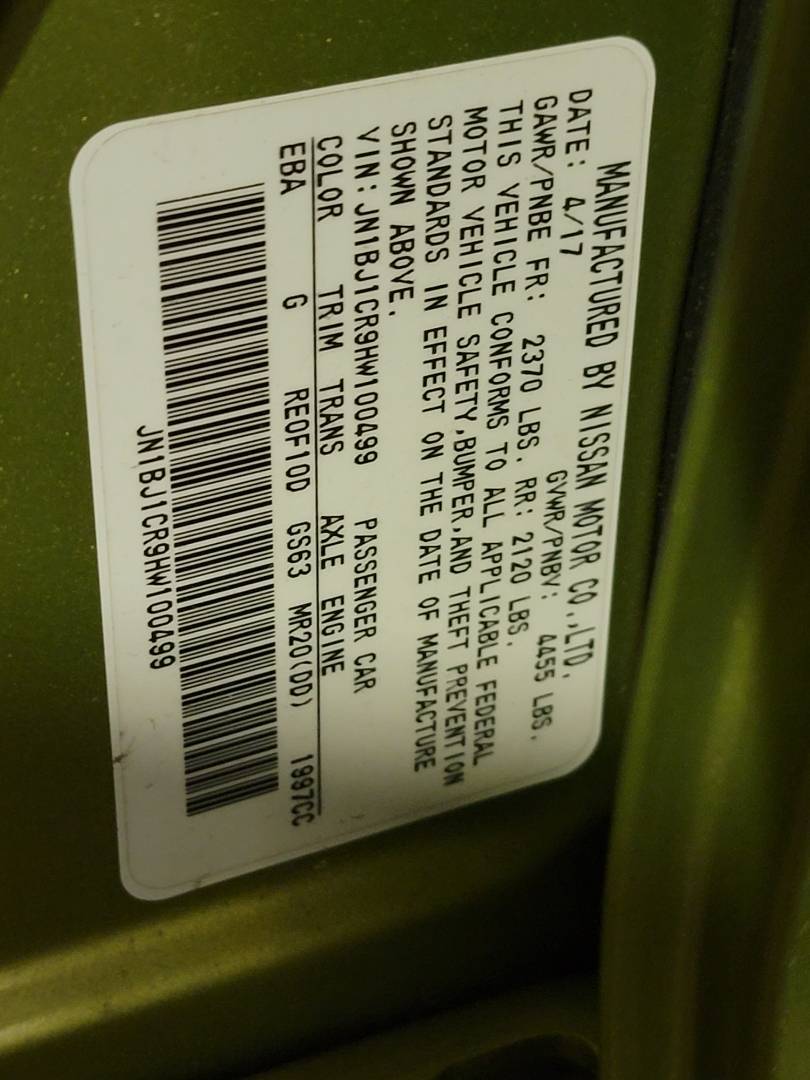 MANUFACTURED BY NISSAN MOTOR CO.,LTD.
DATE: 4/17 GVWR/PNBV: 4455 LBS.
GAWR/PNBE FR: 2370 LBS. RR: 2120 LBS.
THIS VEHICLE CONFORMS TO ALL APPLICABLE FEDERAL
MOTOR VEHICLE SAFETY,BUMPER,AND THEFT PREVENTION
STANDARDS IN EFFECT ON THE DATE OF MANUFACTURE
SHOWN ABOVE.
VIN: JN1BJ1CR9HW100499 PASSENGER CAR
COLOR TRIM TRANS AXLE ENGINE
EBA G RE0F10D GS63 MR20(DD) 1997CC
JN1BJ1CR9HW100499